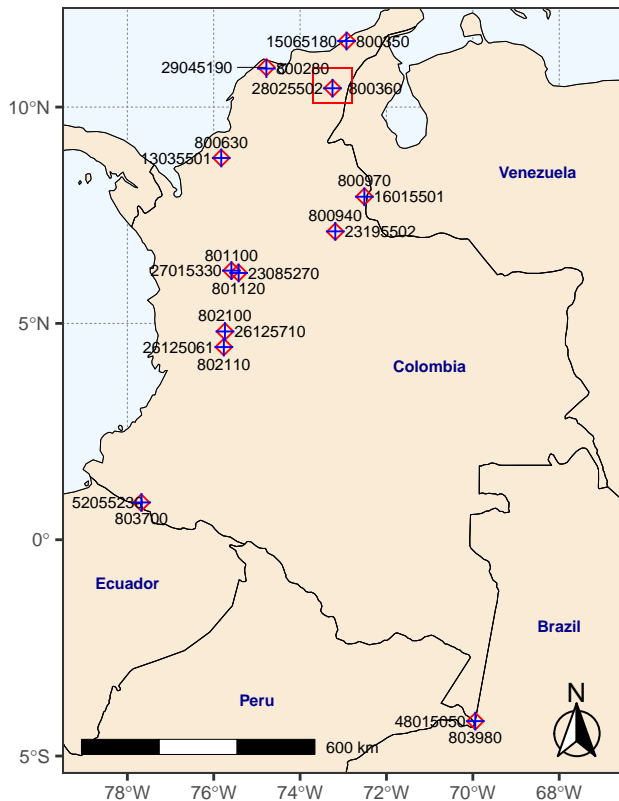 15065180 800350
29045190 800280
10°N
28025502 800360
800630
13035501
Venezuela
800970
16015501
800940
23195502
801100
27015330 23085270
801120
5°N
802100
26125710
26125061
802110
Colombia
52055230
803700
0°
Ecuador
Brazil
Peru
N
48015050
803980
600 km
5°S
78°W 76°W 74°W 72°W 70°W 68°W